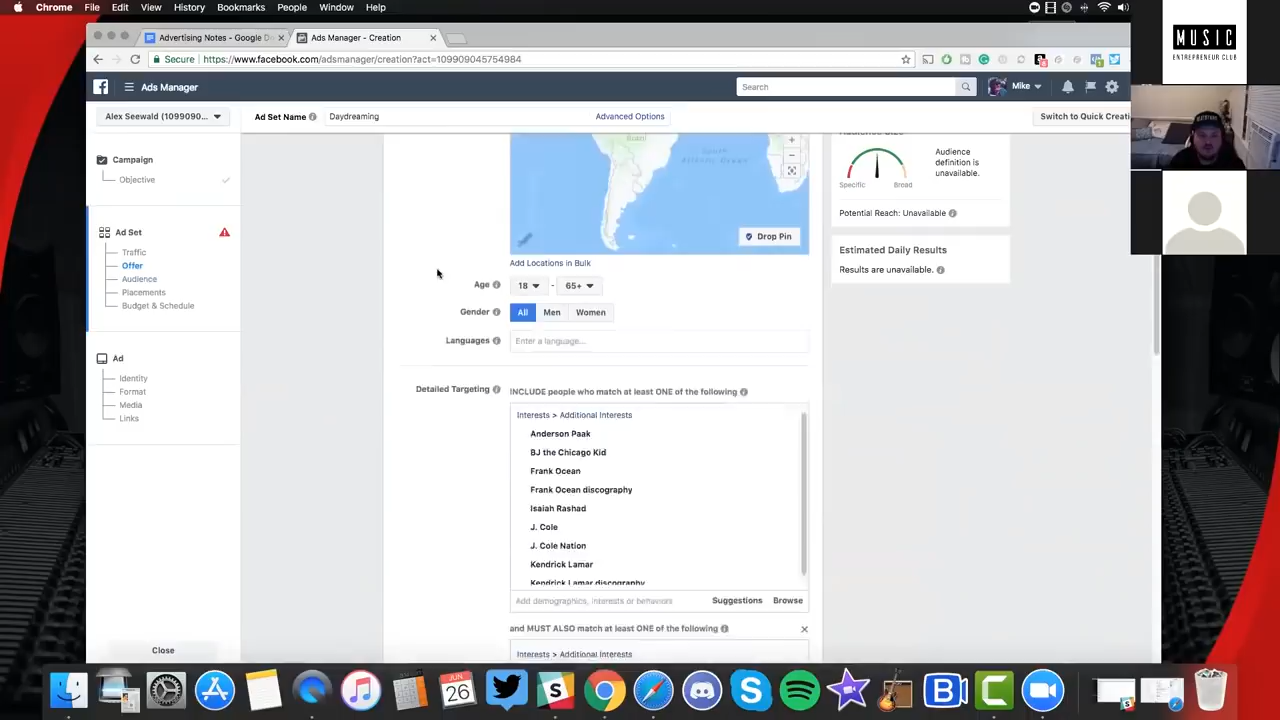 Chrome File Edit View History Bookmarks People Window Help
Advertising Notes - Google Do
Ads Manager - Creation
Secure https://www.facebook.com/adsmanager/creation?act=109909045754984
Ads Manager
Search
Mike
Alex Seewald (1099090...
Ad Set Name
Daydreaming
Advanced Options
Switch to Quick Creati
MUSIC
ENTREPRENEUR CLUB
Campaign
Objective
Ad Set
Traffic
Offer
Audience
Placements
Budget & Schedule
Ad
Identity
Format
Media
Links
Close
Drop Pin
Add Locations in Bulk
Age
18 - 65+
Gender
All Men Women
Languages
Enter a language...
Detailed Targeting
INCLUDE people who match at least ONE of the following
Interests > Additional Interests
Anderson Paak
BJ the Chicago Kid
Frank Ocean
Frank Ocean discography
Isaiah Rashad
J. Cole
J. Cole Nation
Kendrick Lamar
Kendrick Lamar discography
Add demographics, interests or behaviors
Suggestions
Browse
and MUST ALSO match at least ONE of the following
Interests > Additional Interests
Specific
Broad
Audience definition is unavailable.
Potential Reach: Unavailable
Estimated Daily Results
Results are unavailable.
JUN
26